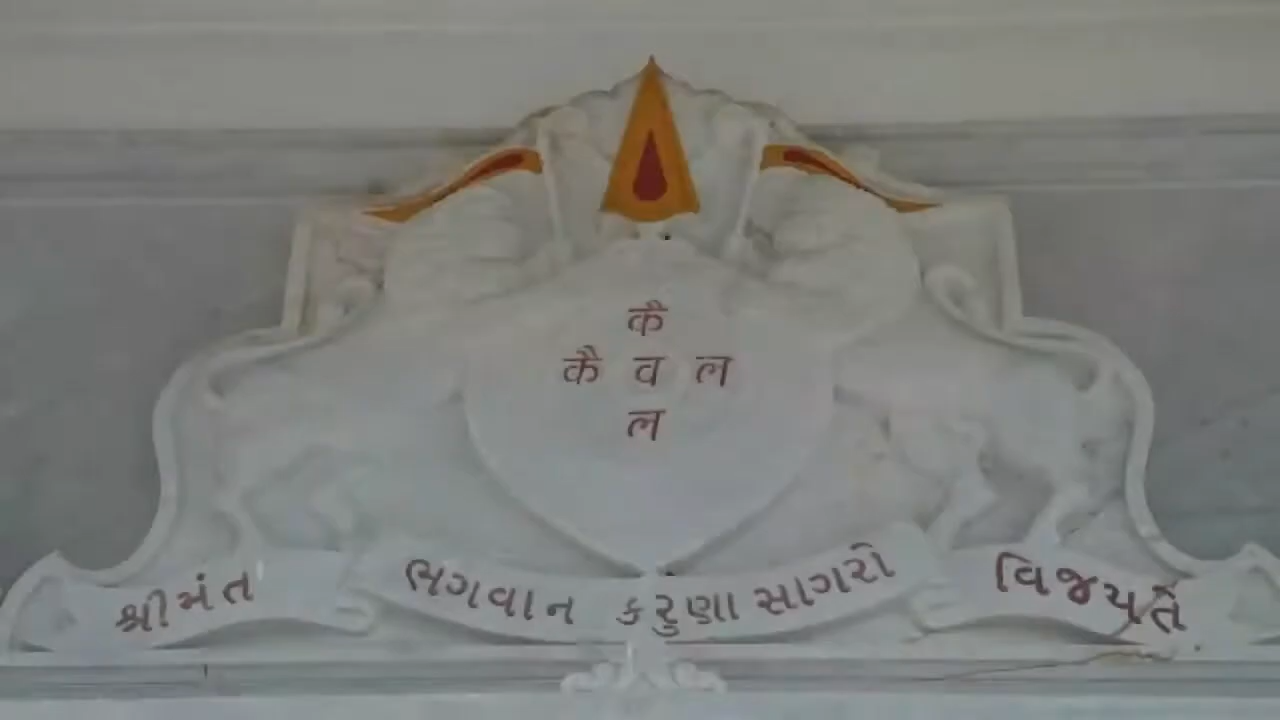 कै
कै व ल
ल
શ્રીમંત ભગવાન કરુણા સાગરો વિજયતે